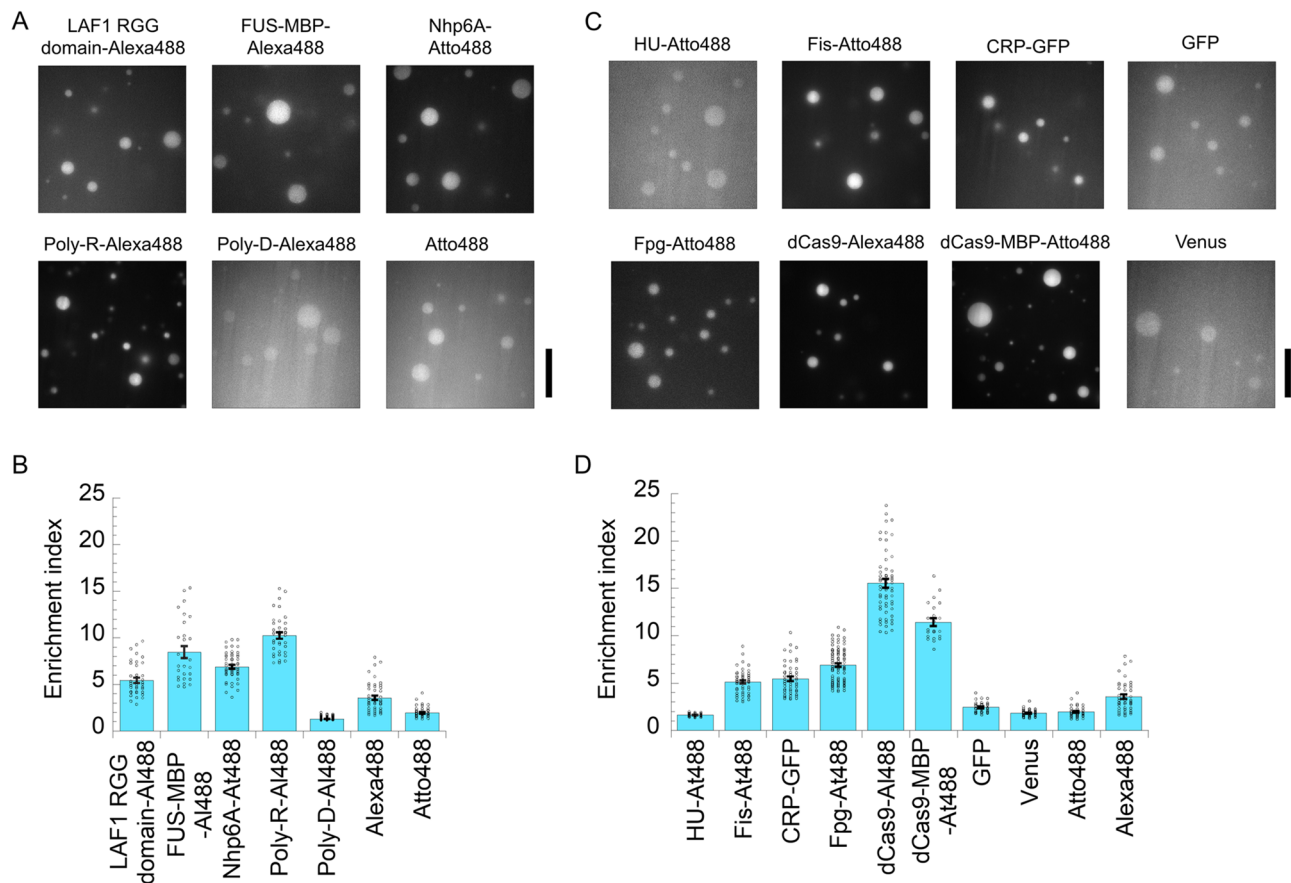 A
LAF1 RGG
domain-Alexa488
FUS-MBP-
Alexa488
Nhp6A-
Atto488
Poly-R-Alexa488
Poly-D-Alexa488
Atto488
C
HU-Atto488
Fis-Atto488
CRP-GFP
GFP
Fpg-Atto488
dCas9-Alexa488
dCas9-MBP-Atto488
Venus
B
Enrichment index
25
20
15
10
5
0
LAF1 RGG
domain-Al488
FUS-MBP
-Al488
Nhp6A-At488
Poly-R-Al488
Poly-D-Al488
Alexa488
Atto488
D
Enrichment index
25
20
15
10
5
0
HU-At488
Fis-At488
CRP-GFP
Fpg-At488
dCas9-Al488
dCas9-MBP
-At488
GFP
Venus
Atto488
Alexa488